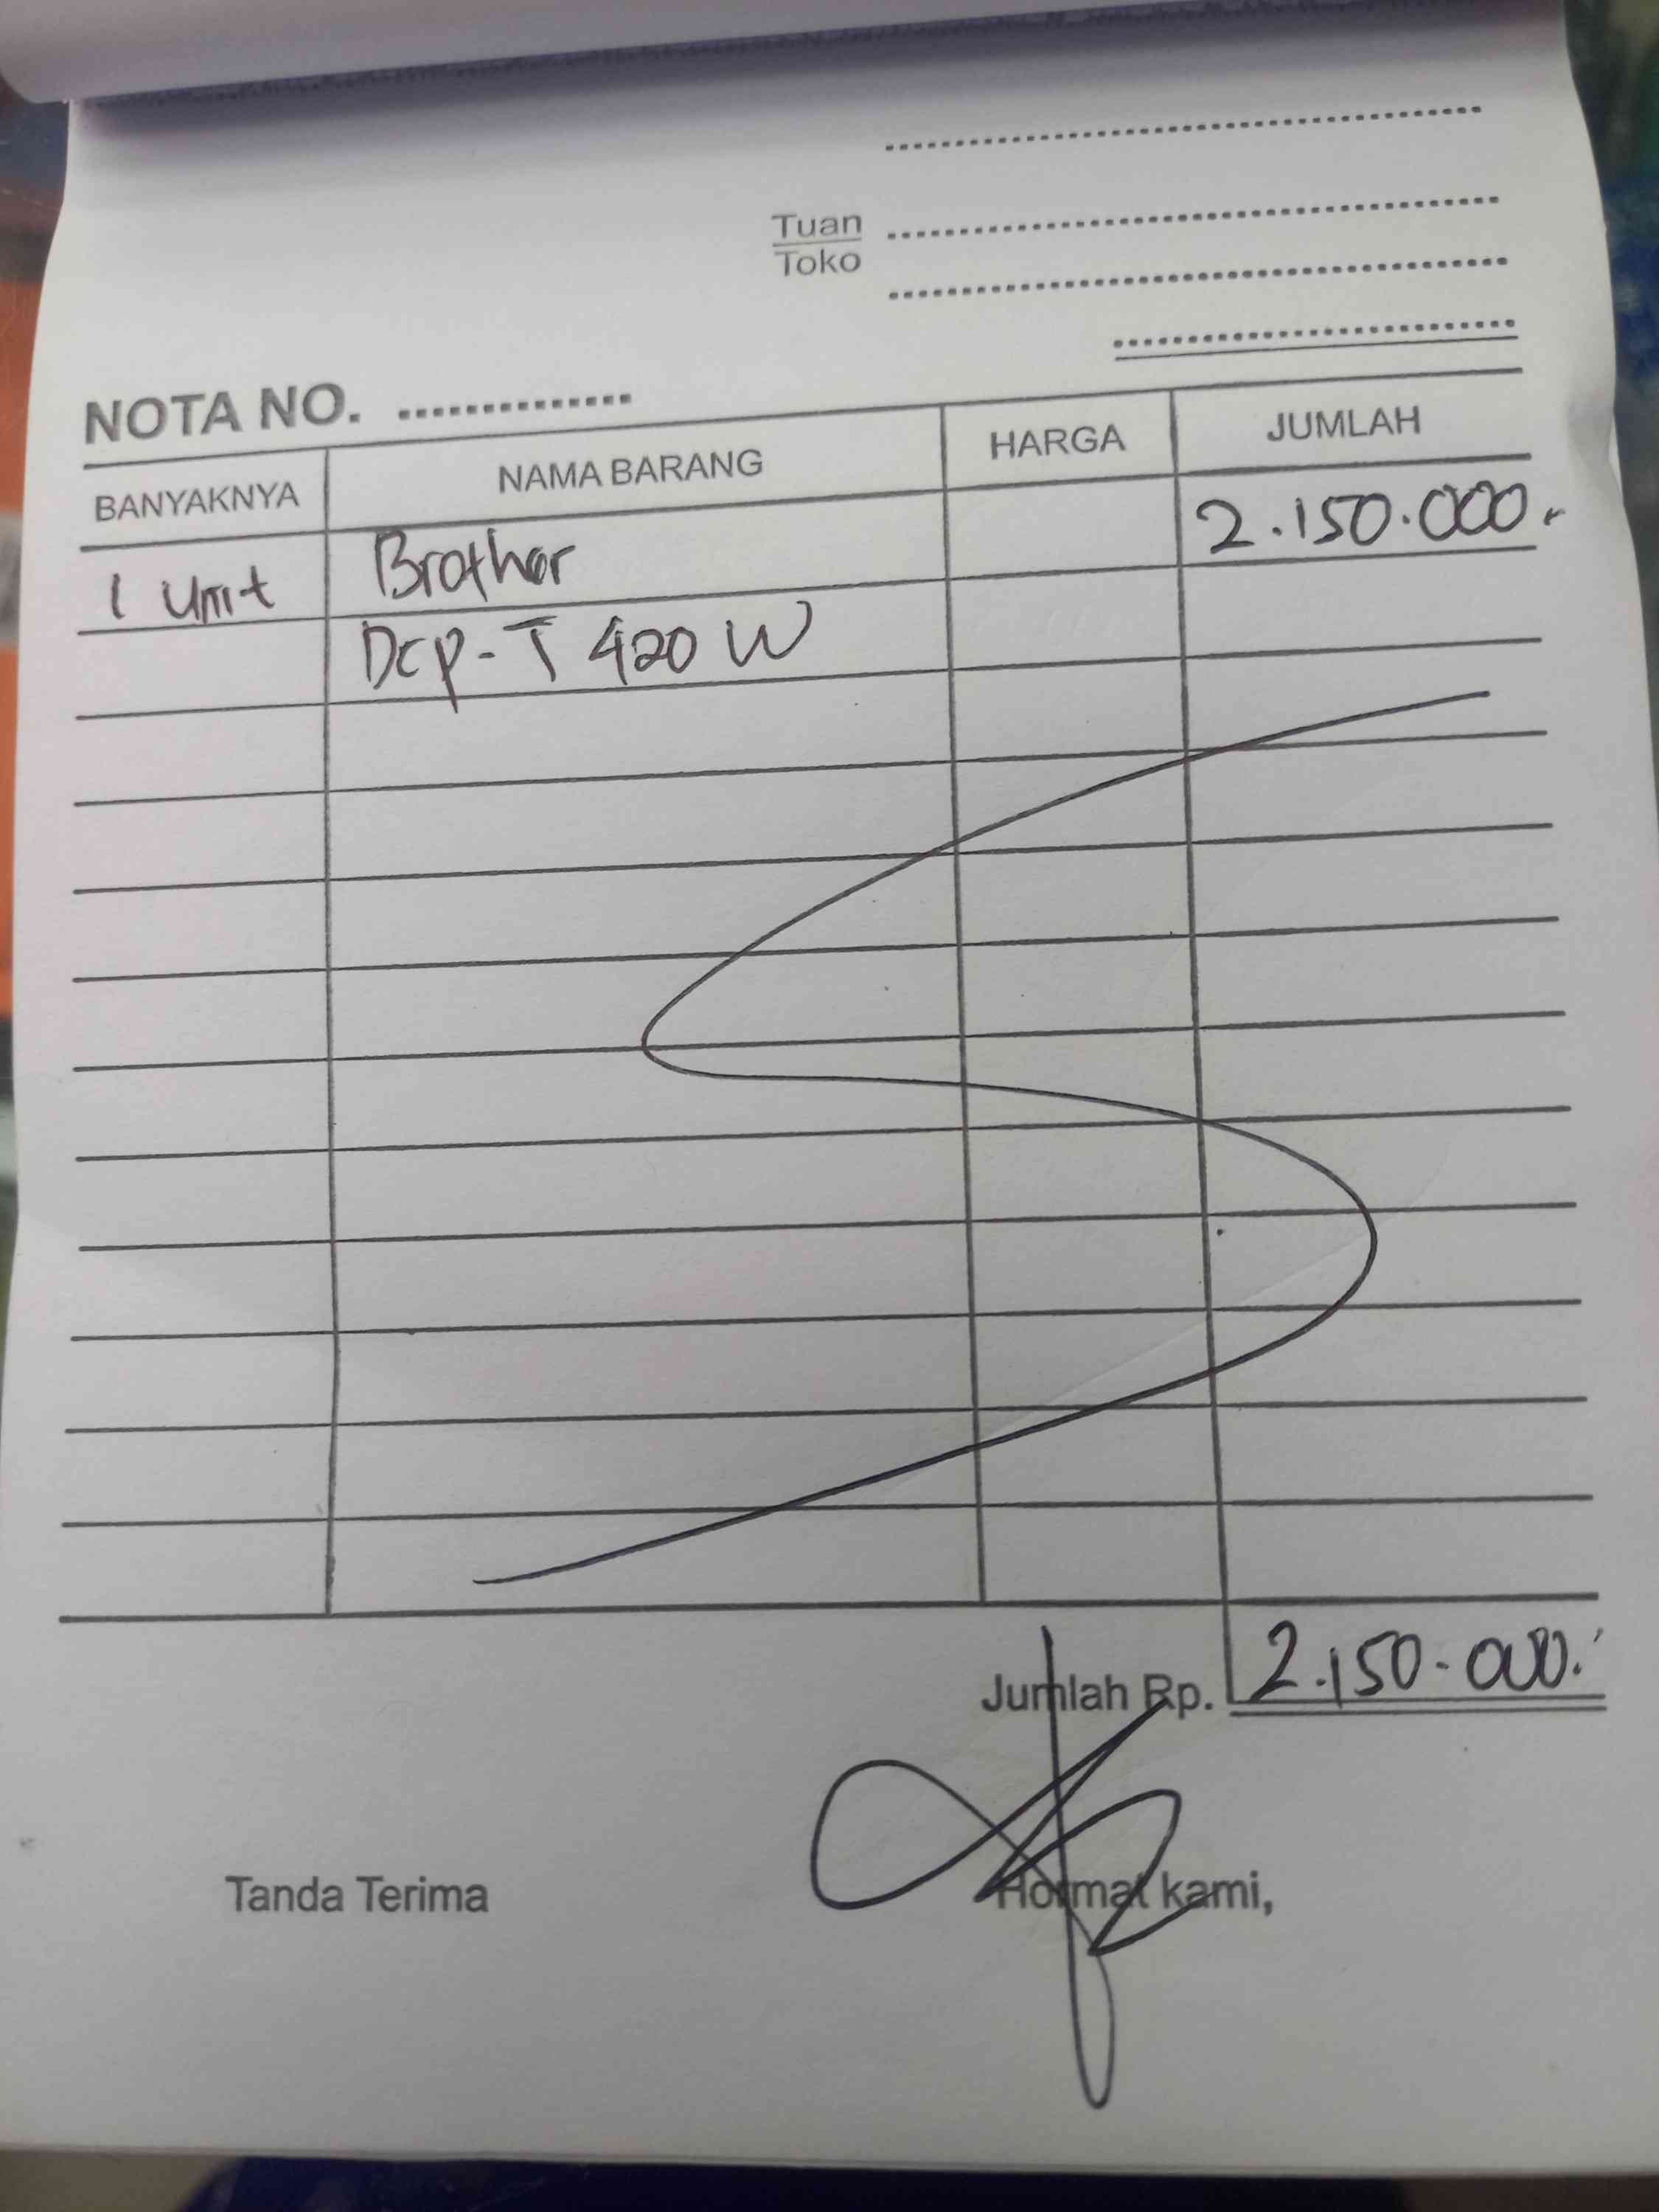 Tuan
Toko
NOTA NO.
BANYAKNYA NAMA BARANG HARGA JUMLAH
1 Unit Brother 2.150.000.-
Dcp-T 420 W
Jumlah Rp. 2.150.000.-
Tanda Terima Hormat kami,